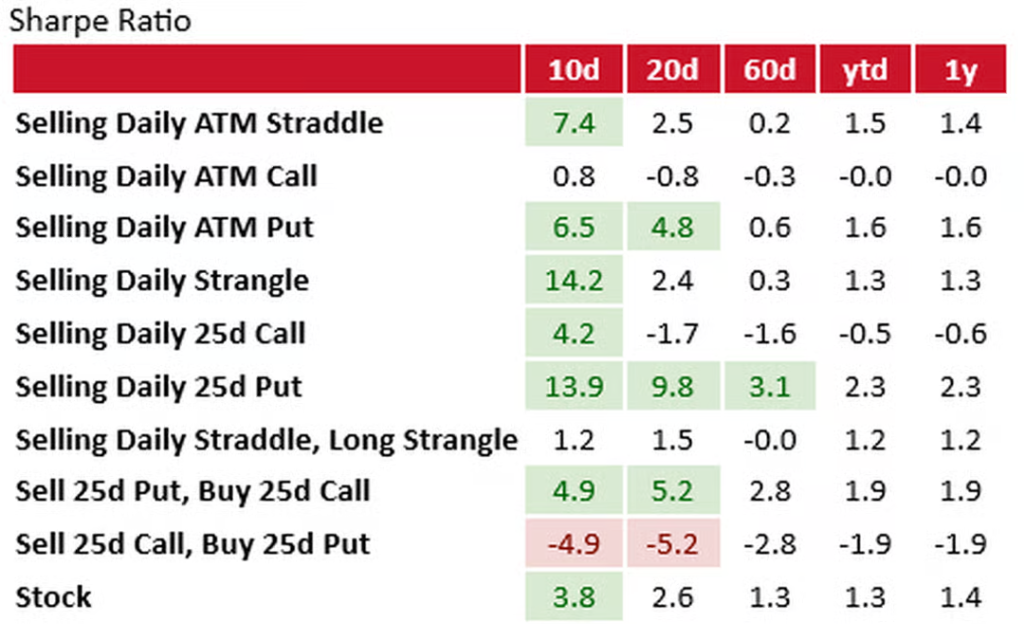 Sharpe Ratio
10d 20d 60d ytd 1y
Selling Daily ATM Straddle 7.4 2.5 0.2 1.5 1.4
Selling Daily ATM Call 0.8 -0.8 -0.3 -0.0 -0.0
Selling Daily ATM Put 6.5 4.8 0.6 1.6 1.6
Selling Daily Strangle 14.2 2.4 0.3 1.3 1.3
Selling Daily 25d Call 4.2 -1.7 -1.6 -0.5 -0.6
Selling Daily 25d Put 13.9 9.8 3.1 2.3 2.3
Selling Daily Straddle, Long Strangle 1.2 1.5 -0.0 1.2 1.2
Sell 25d Put, Buy 25d Call 4.9 5.2 2.8 1.9 1.9
Sell 25d Call, Buy 25d Put -4.9 -5.2 -2.8 -1.9 -1.9
Stock 3.8 2.6 1.3 1.3 1.4